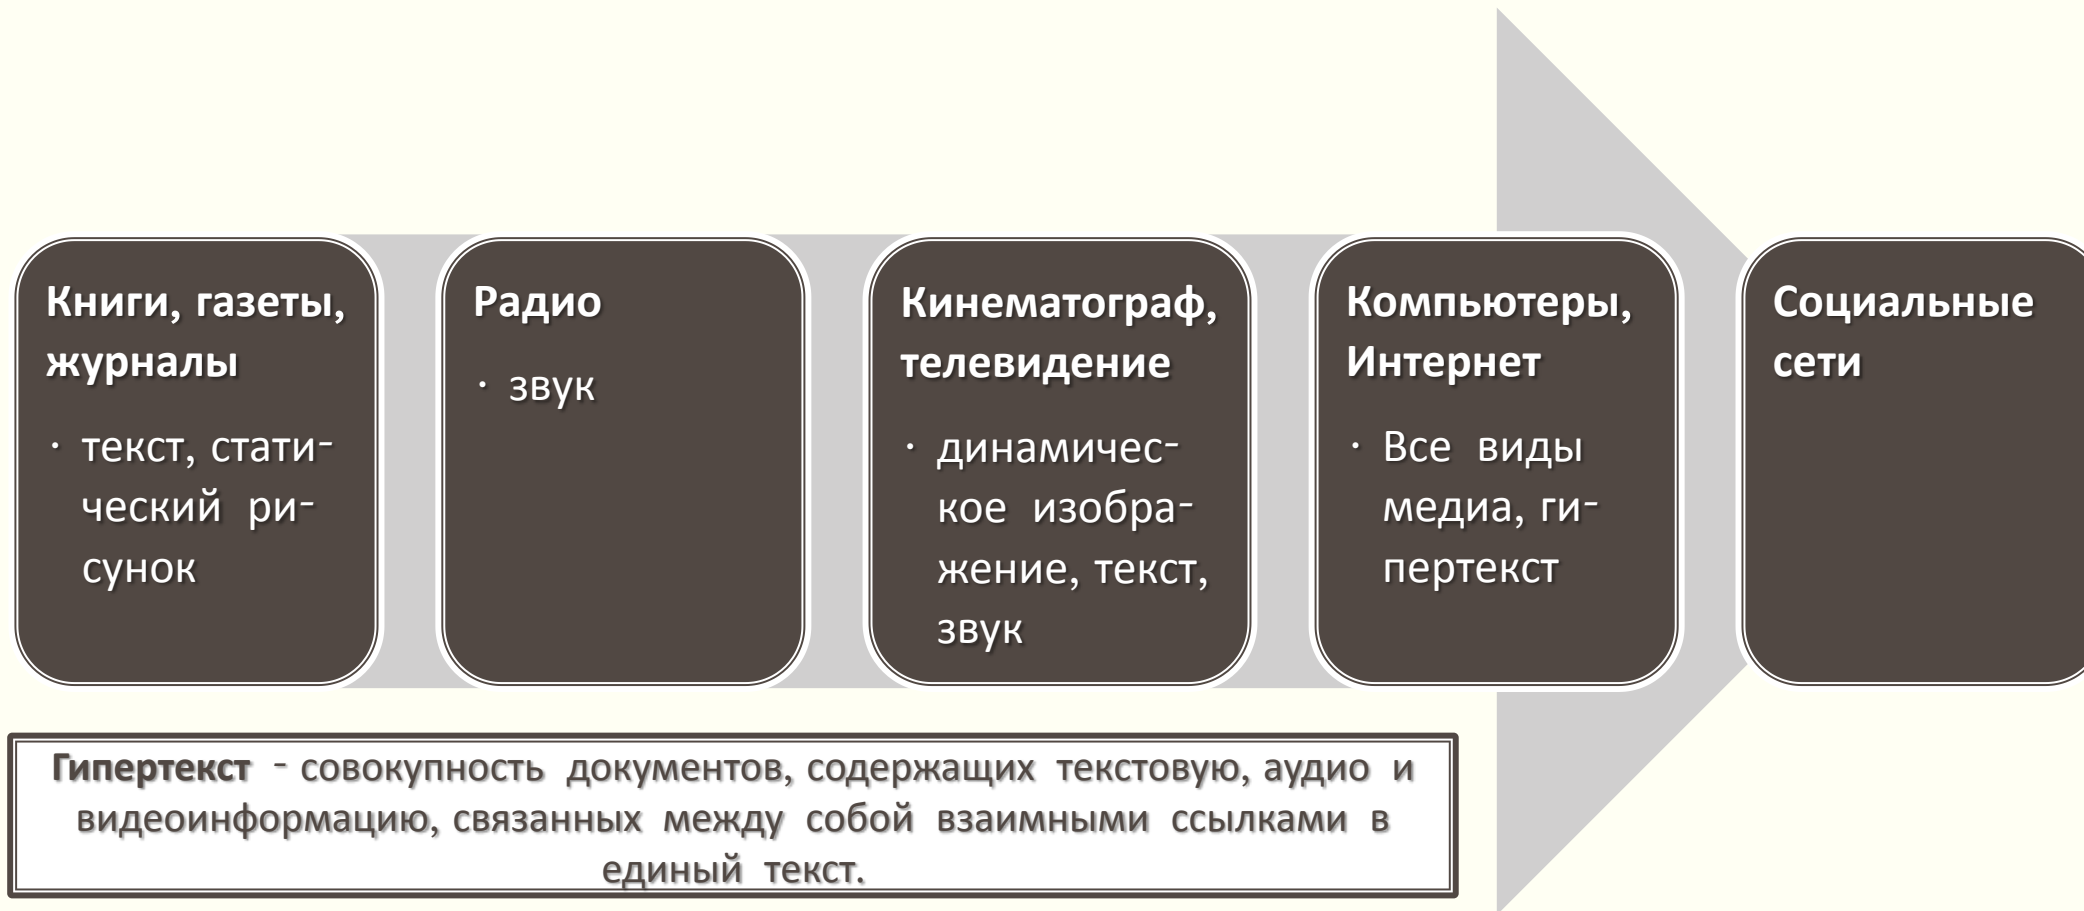 Книги, газеты,
журналы
· текст, стати-
ческий ри-
сунок
Радио
· звук
Кинематограф,
телевидение
· динамичес-
кое изобра-
жение, текст,
звук
Компьютеры,
Интернет
· Все виды
медиа, ги-
пертекст
Социальные
сети
Гипертекст - совокупность документов, содержащих текстовую, аудио и
видеоинформацию, связанных между собой взаимными ссылками в
единый текст.